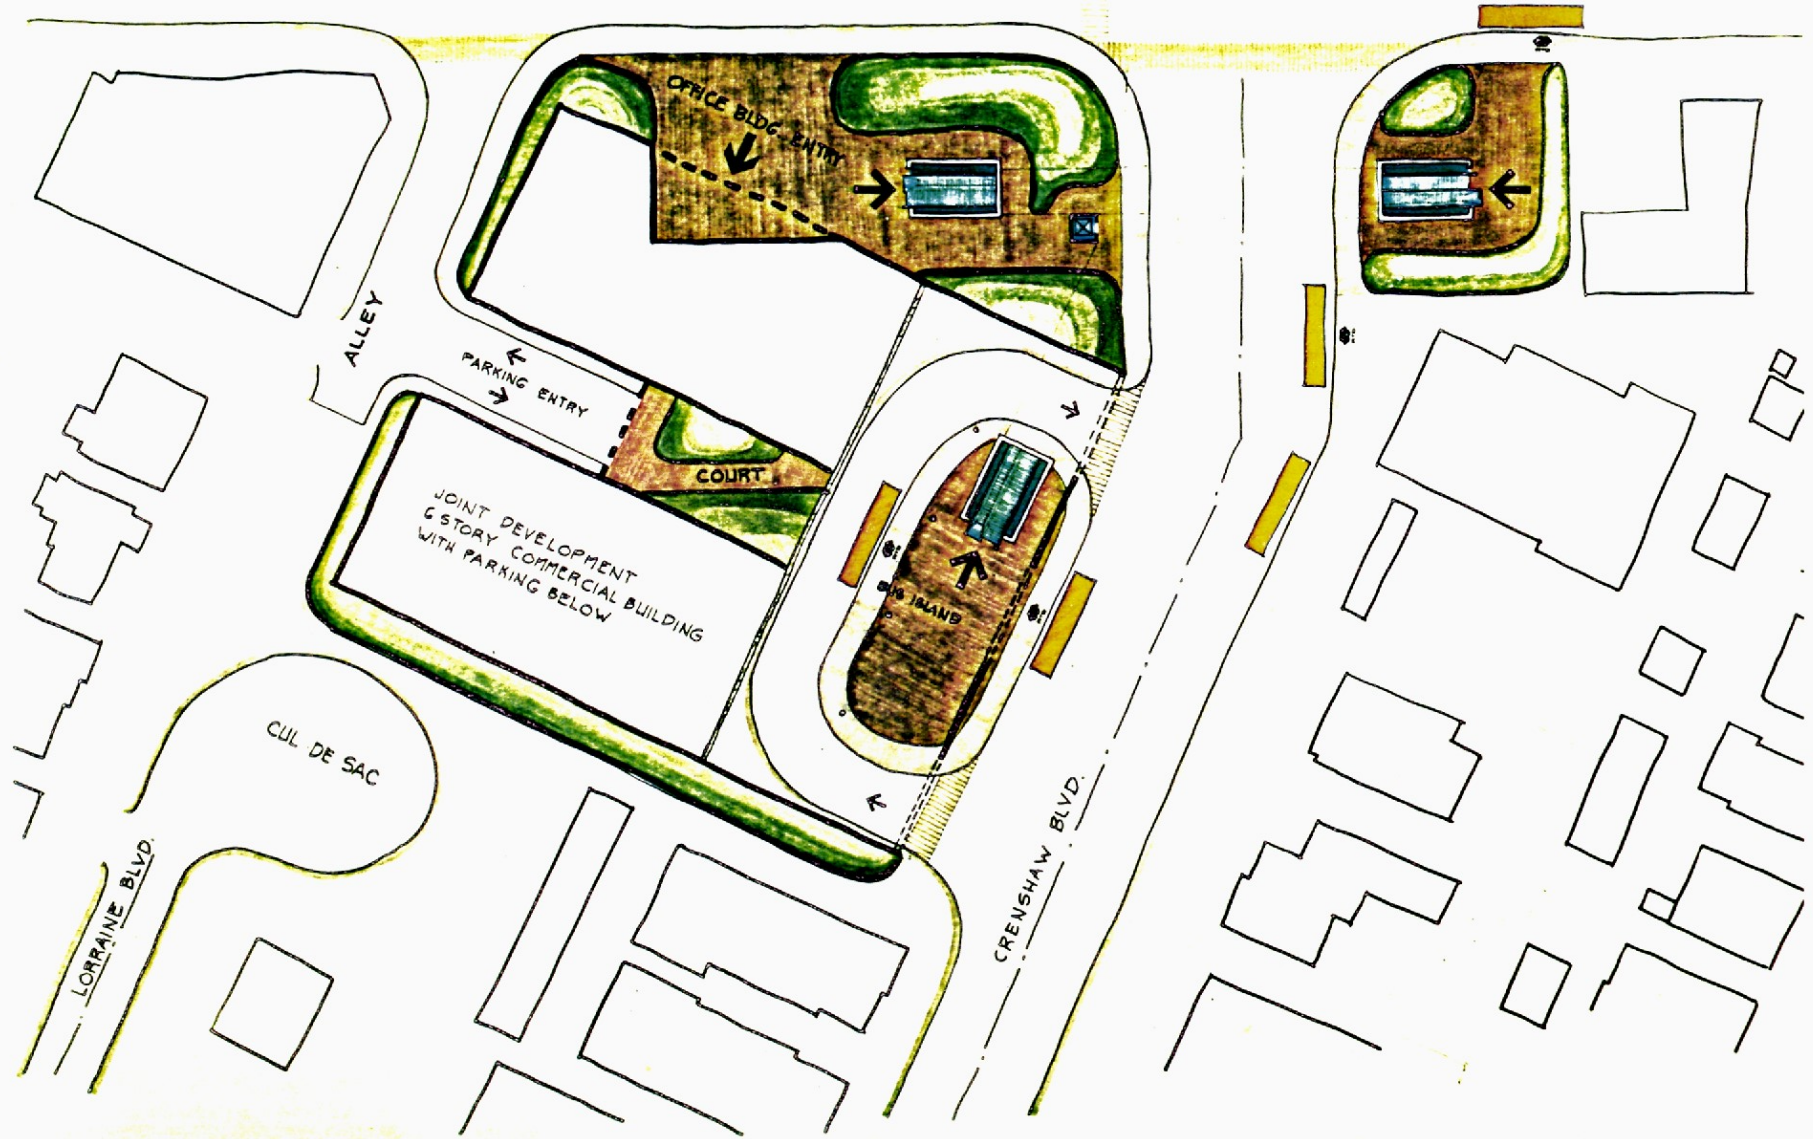 OFFICE BLDG ENTRY
ALLEY
PARKING ENTRY
COURT
JOINT DEVELOPMENT
6 STORY COMMERCIAL BUILDING
WITH PARKING BELOW
BUS ISLAND
CUL DE SAC
CRENSHAW BLVD.
LORRAINE BLVD.